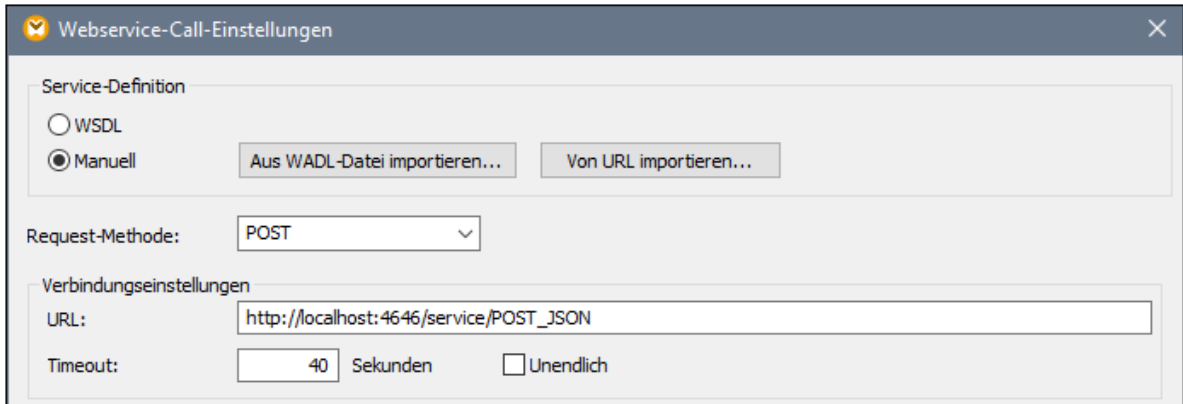 Webservice-Call-Einstellungen
Service-Definition
WSDL
Manuell Aus WADL-Datei importieren... Von URL importieren...
Request-Methode: POST
Verbindungseinstellungen
URL: http://localhost:4646/service/POST_JSON
Timeout: 40 Sekunden Unendlich